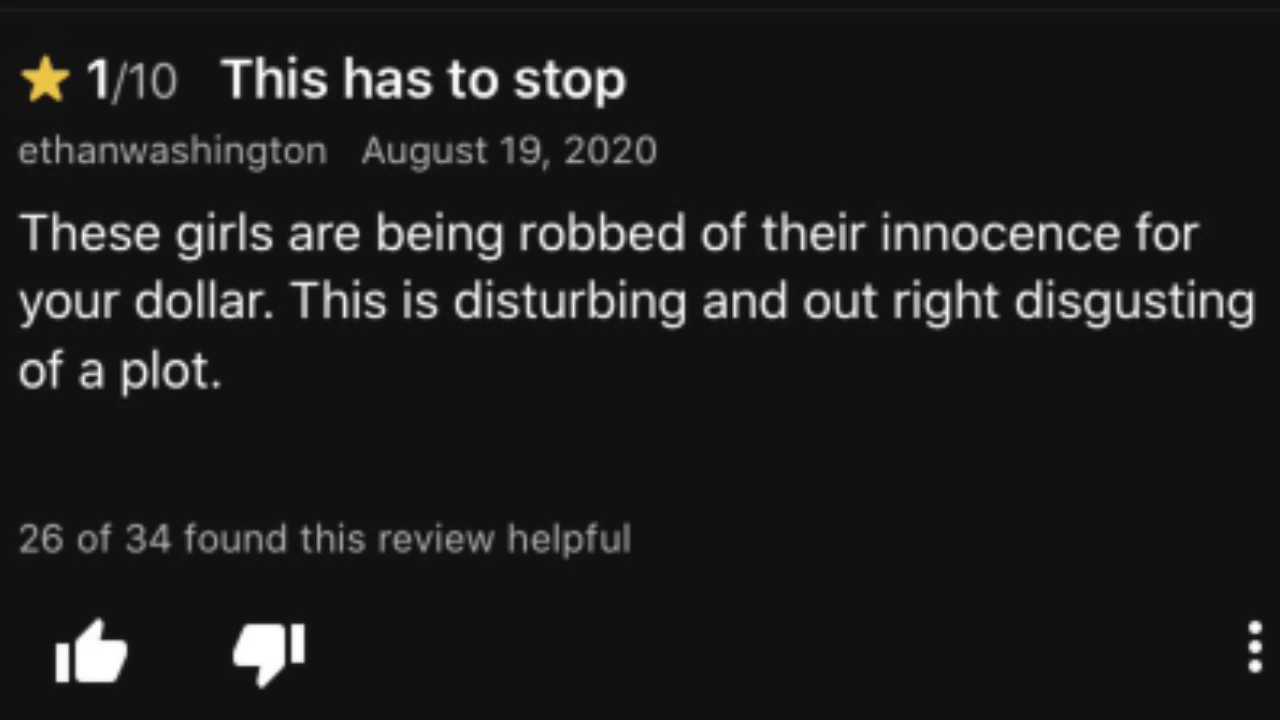 1/10 This has to stop
ethanwashington August 19, 2020
These girls are being robbed of their innocence for
your dollar. This is disturbing and out right disgusting
of a plot.
26 of 34 found this review helpful